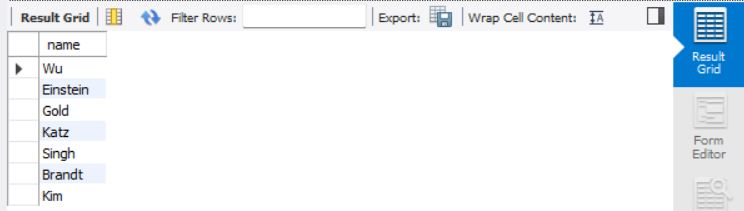 Result Grid Filter Rows: Export: Wrap Cell Content: IA
name
Wu
Einstein
Gold
Katz
Singh
Brandt
Kim
Result
Grid
Form
Editor